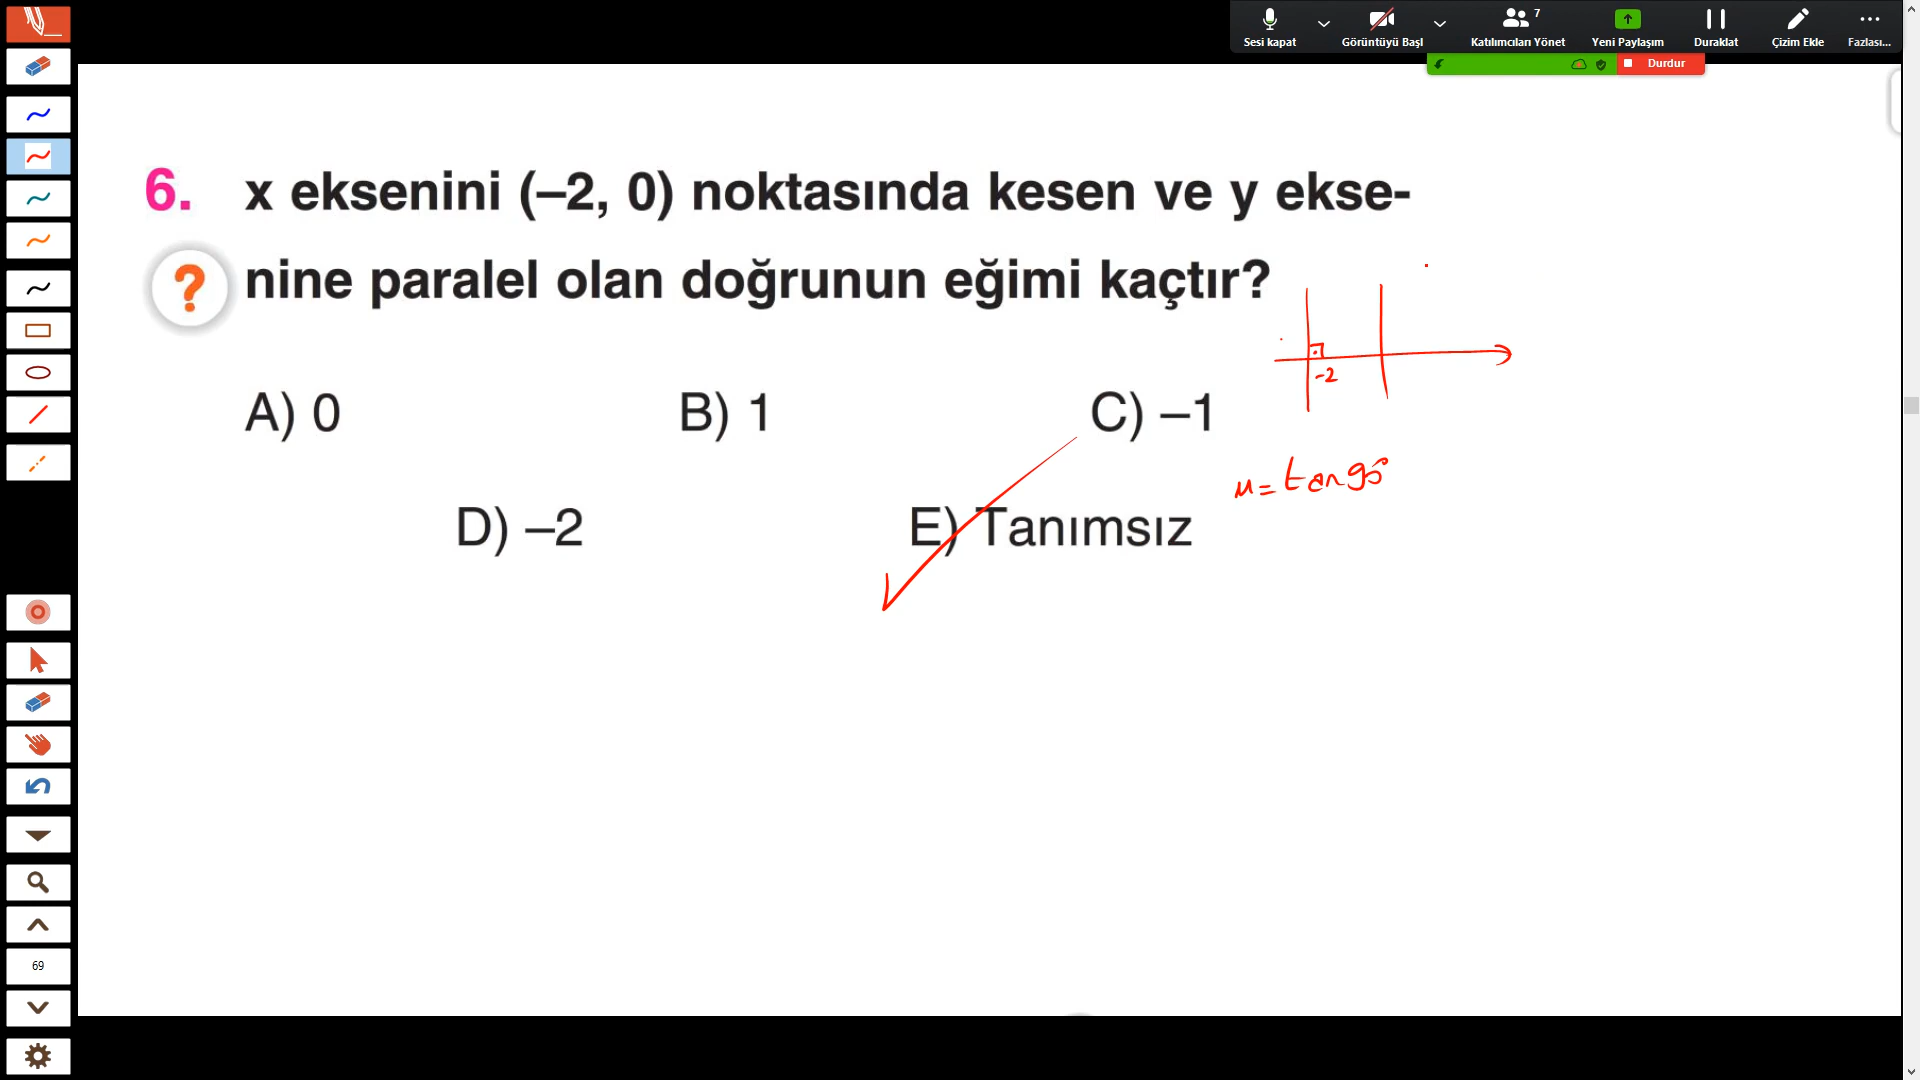 Sesi kapat
Görüntüyü Başl
7
Katılımcıları Yönet
Yeni Paylaşım
Duraklat
Çizim Ekle
Fazlası...
Durdur
6. x eksenini (–2, 0) noktasında kesen ve y ekse-
nine paralel olan doğrunun eğimi kaçtır?
?
-2
A) 0
B) 1
C) –1
m = tan90°
D) –2
E) Tanımsız
69